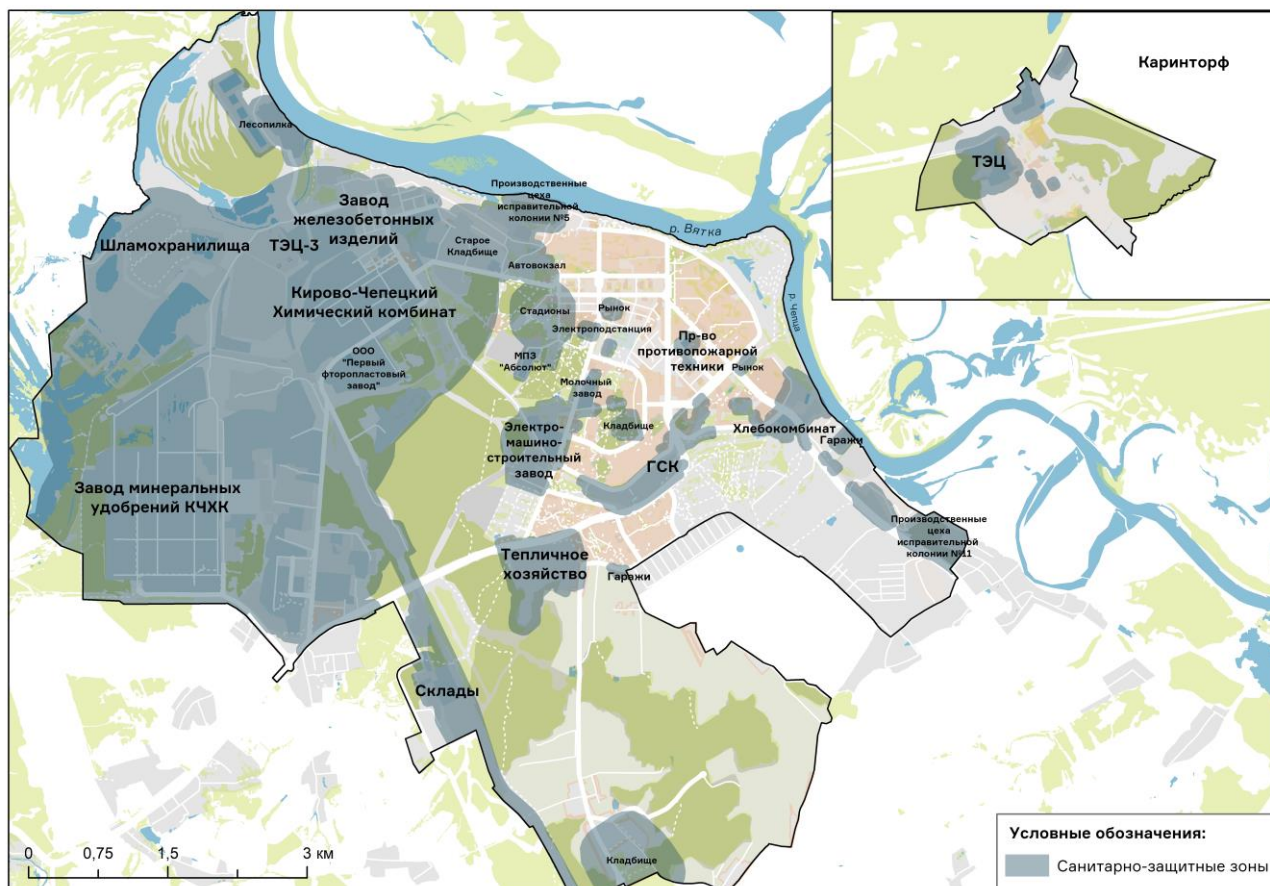 Каринторф
ТЭЦ
Лесопилка
Производственные
цеха
исправительной
колонии №5
Завод
железобетонных
изделий
Шламохранилища
ТЭЦ-3
Старое
Кладбище
р. Вятка
Автовокзал
Кирово-Чепецкий
Химический комбинат
р. Чепца
Стадионы
Рынок
Электроподстанция
Пр-во
противопожарной
техники
Рынок
ООО
"Первый
фторопластовый
завод"
МПЗ
"Абсолют"
Молочный
завод
Электро-
машино-
строительный
завод
Кладбище
Хлебокомбинат
Гаражи
ГСК
Завод минеральных
удобрений КЧХК
Производственные
цеха
исправительной
колонии №11
Тепличное
хозяйство
Гаражи
Склады
Кладбище
0 0,75 1,5 3 км
Условные обозначения:
Санитарно-защитные зоны